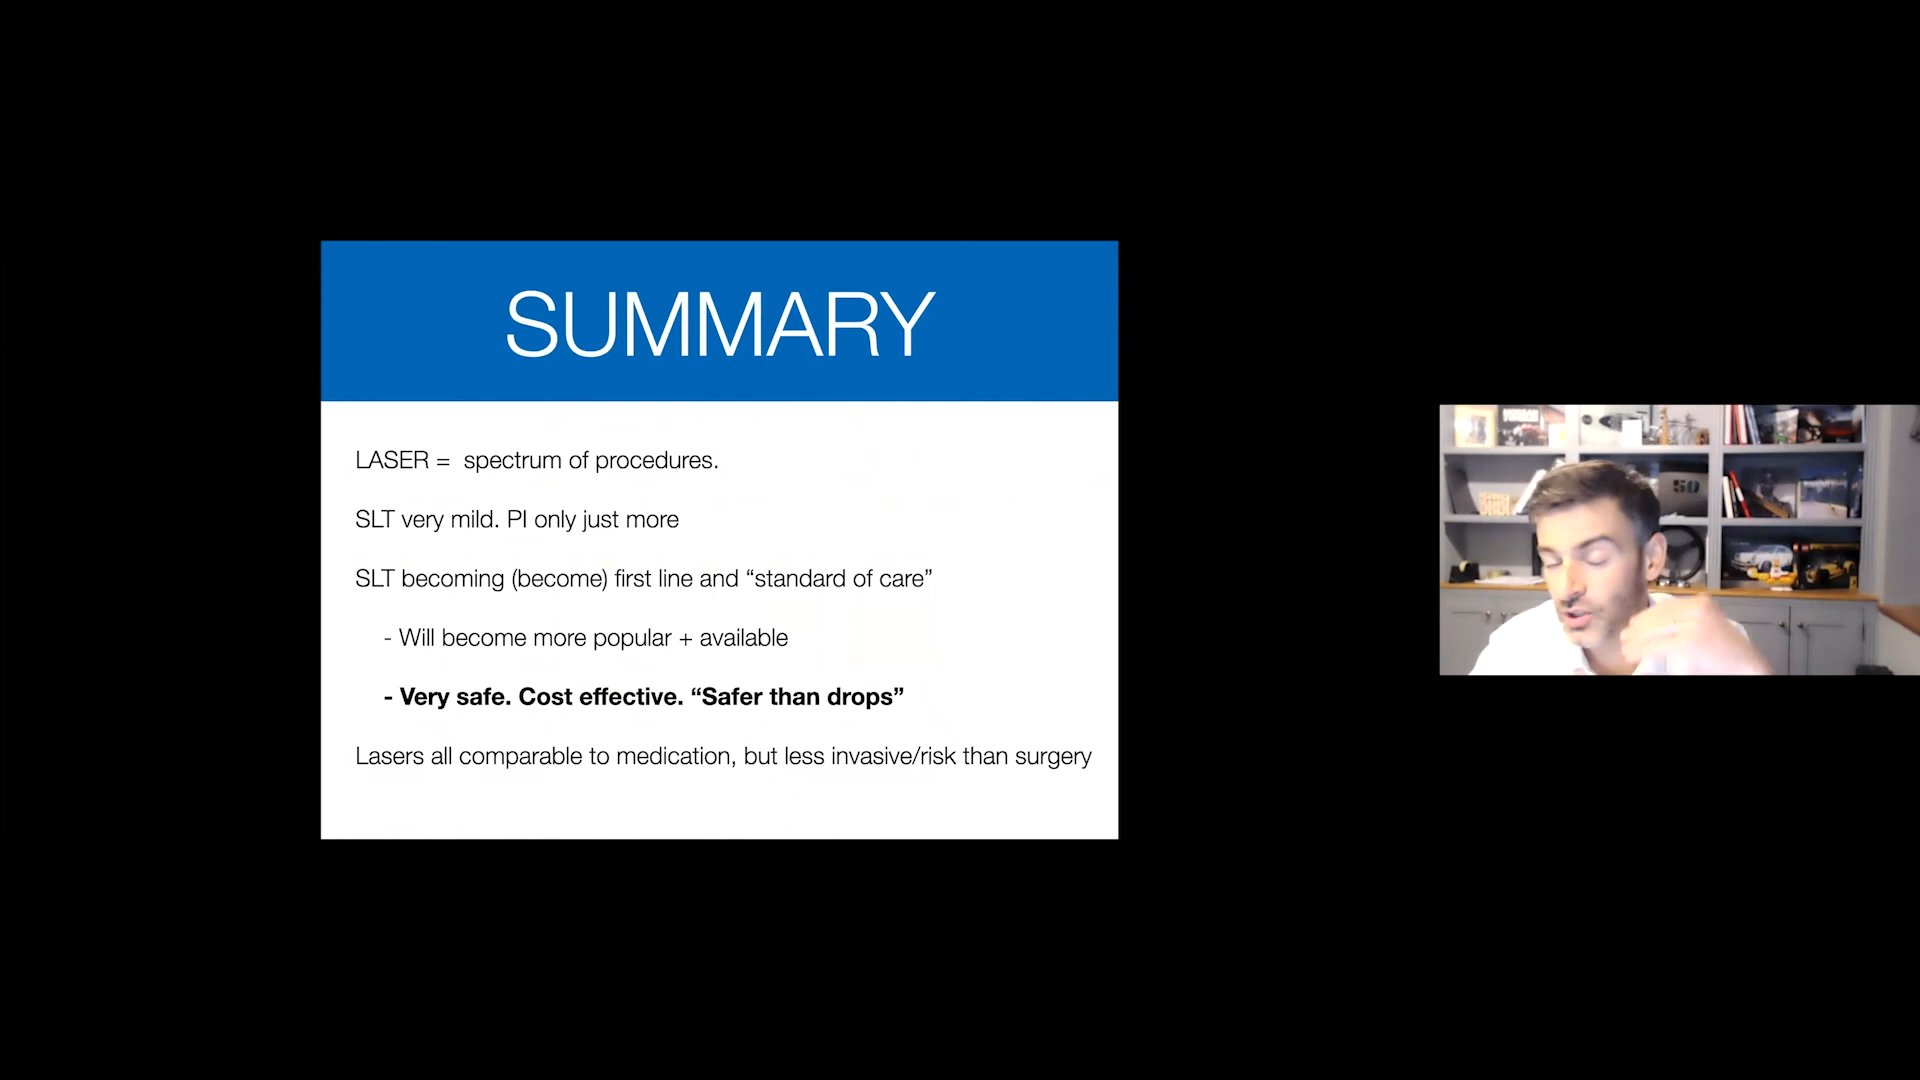 SUMMARY
LASER = spectrum of procedures.
SLT very mild. PI only just more
SLT becoming (become) first line and “standard of care”
- Will become more popular + available
- Very safe. Cost effective. “Safer than drops”
Lasers all comparable to medication, but less invasive/risk than surgery
50